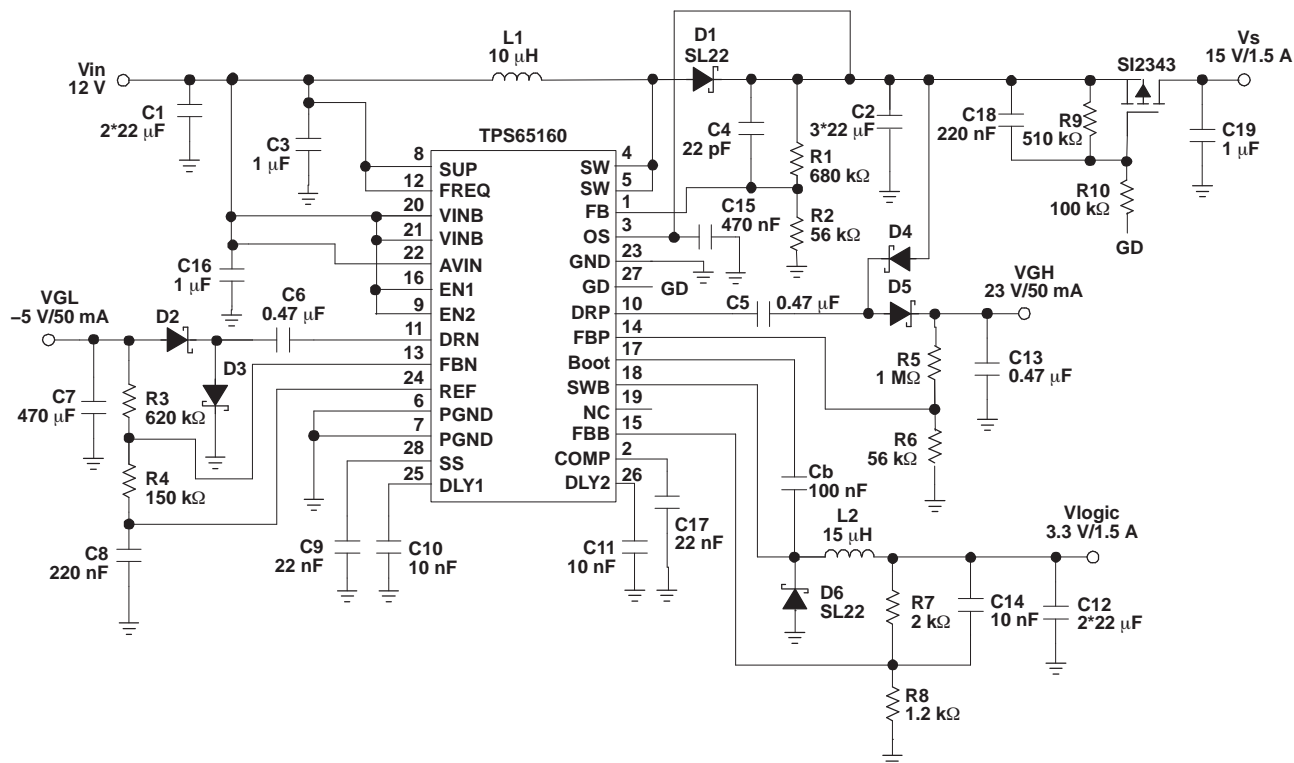 Vin
12 V
C1
2*22 μF
C3
1 μF
L1
10 μH
D1
SL22
C4
22 pF
R1
680 kΩ
C2
3*22 μF
C18
220 nF
R9
510 kΩ
SI2343
Vs
15 V/1.5 A
C19
1 μF
R10
100 kΩ
GD
R2
56 kΩ
C15
470 nF
C16
1 μF
TPS65160
8
SUP
12
FREQ
20
VINB
21
VINB
22
AVIN
16
EN1
9
EN2
11
DRN
13
FBN
24
REF
6
PGND
7
PGND
28
SS
25
DLY1
4
SW
5
SW
1
FB
3
OS
23
GND
27
GD
GD
10
DRP
14
FBP
17
Boot
18
SWB
19
NC
15
FBB
2
COMP
26
DLY2
VGL
–5 V/50 mA
D2
C6
0.47 μF
D3
C7
470 μF
R3
620 kΩ
R4
150 kΩ
C8
220 nF
C9
22 nF
C10
10 nF
C11
10 nF
C17
22 nF
C5
0.47 μF
D4
D5
VGH
23 V/50 mA
R5
1 MΩ
C13
0.47 μF
R6
56 kΩ
Cb
100 nF
L2
15 μH
Vlogic
3.3 V/1.5 A
D6
SL22
R7
2 kΩ
C14
10 nF
C12
2*22 μF
R8
1.2 kΩ